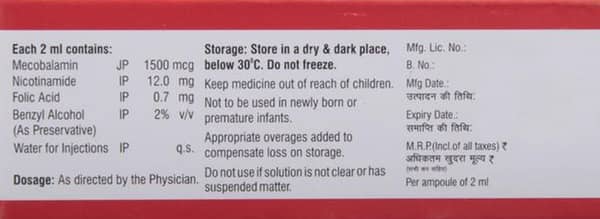 Each 2 ml contains:
Mecobalamin JP 1500 mcg
Nicotinamide IP 12.0 mg
Folic Acid IP 0.7 mg
Benzyl Alcohol IP 2% v/v
(As Preservative)
Water for Injections IP q.s.
Dosage: As directed by the Physician.
Storage: Store in a dry & dark place,
below 30°C. Do not freeze.
Keep medicine out of reach of children.
Not to be used in newly born or
premature infants.
Appropriate overages added to
compensate loss on storage.
Do not use if solution is not clear or has
suspended matter.
Mfg. Lic. No.:
B. No.:
Mfg Date.:
उत्पादन की तिथि:
Expiry Date.:
समाप्ति की तिथि:
M.R.P.(Incl.of all taxes) ₹
अधिकतम खुदरा मूल्य ₹
(सभी कर सहित)
Per ampoule of 2 ml